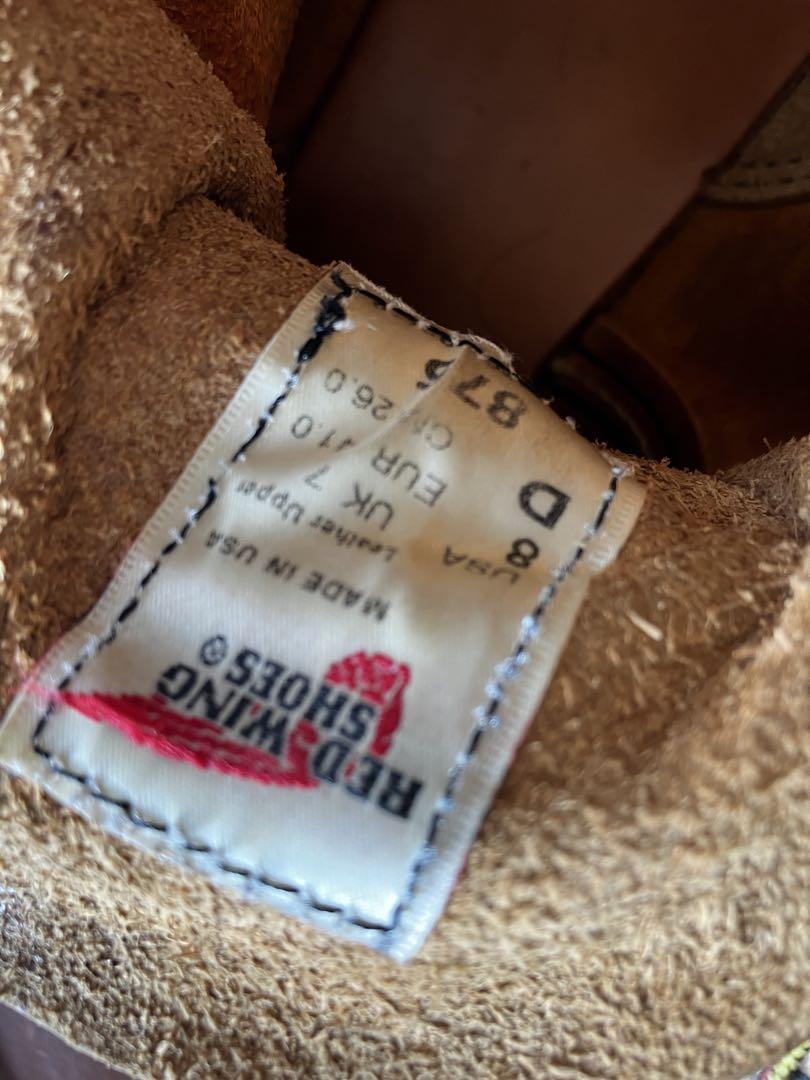 RED WING
SHOES®
MADE IN USA
Leather Upper
USA
8 D
UK 7
EUR 41.0
CM 26.0
875